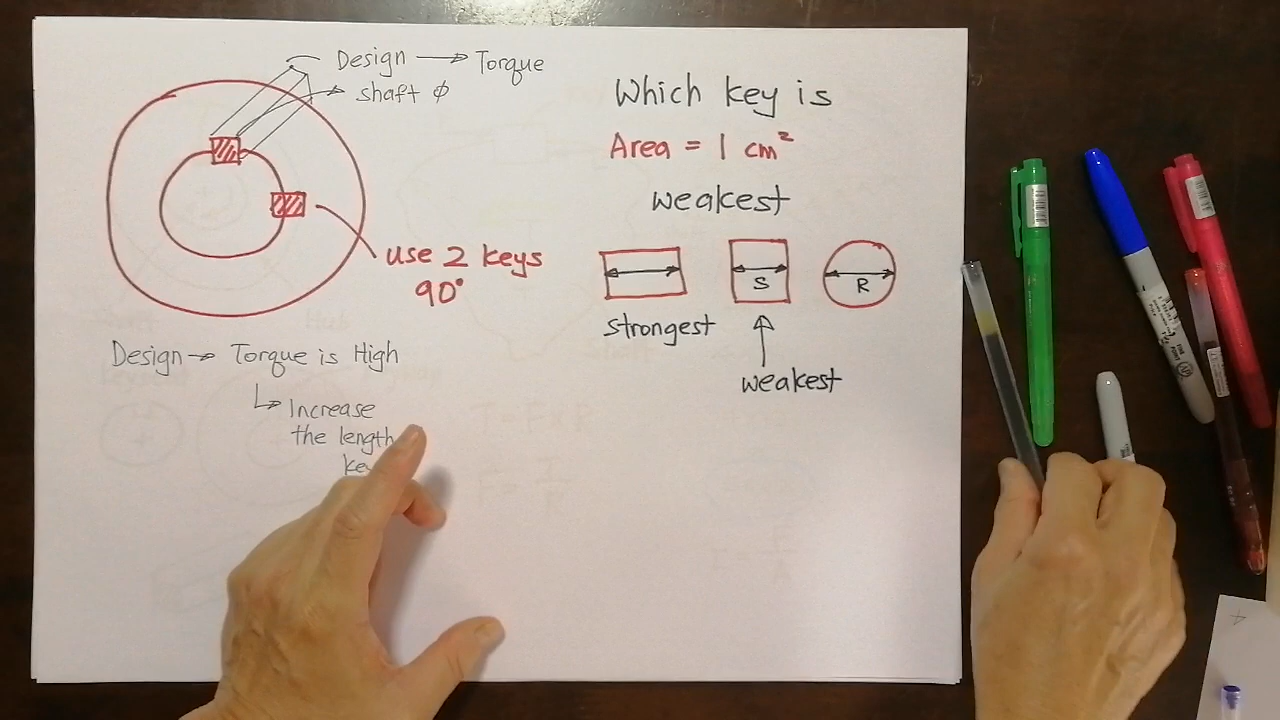 Design → Torque
shaft ϕ
use 2 keys
90°
Design → Torque is High
Increase
the length
key
Which key is
Area = 1 cm²
weakest
S
R
strongest
weakest